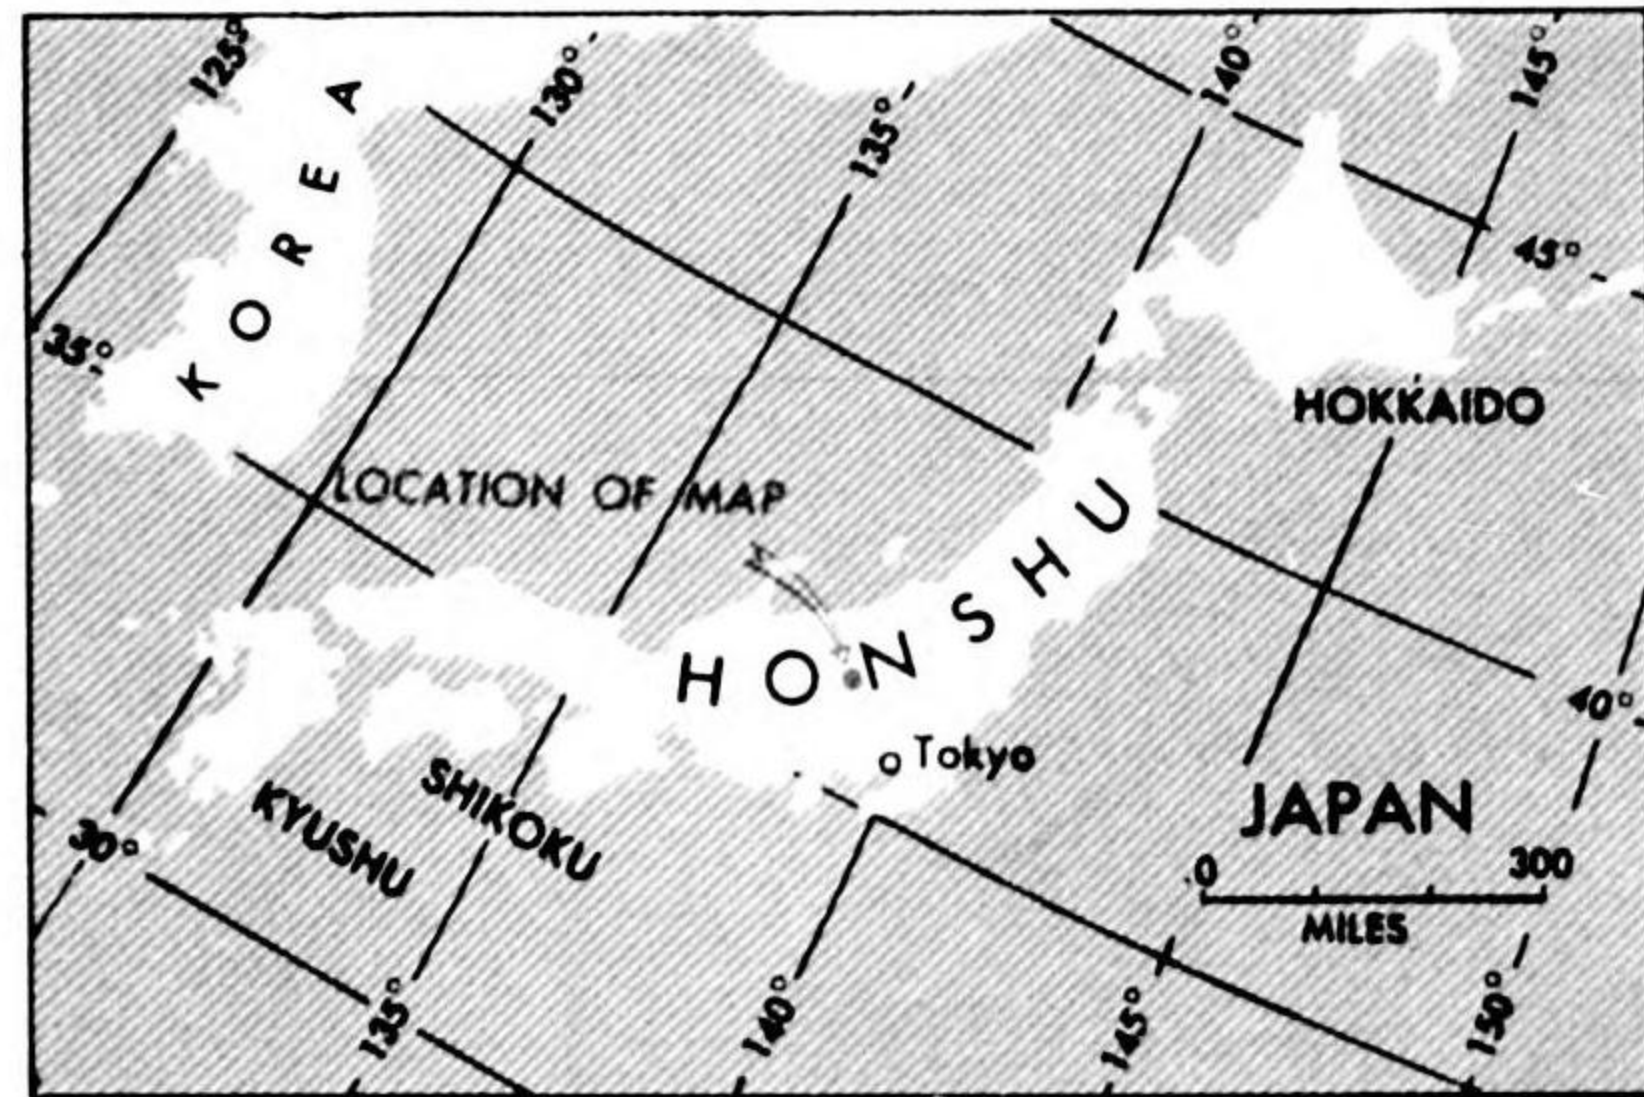 125°
130°
135°
140°
145°
KOREA
45°
35°
HOKKAIDO
LOCATION OF MAP
HONSHU
40°
Tokyo
SHIKOKU
KYUSHU
JAPAN
30°
0 300
MILES
135°
140°
145°
150°